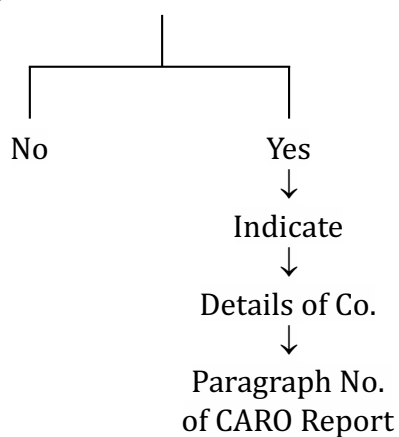 No
Yes
↓
Indicate
↓
Details of Co.
↓
Paragraph No.
of CARO Report